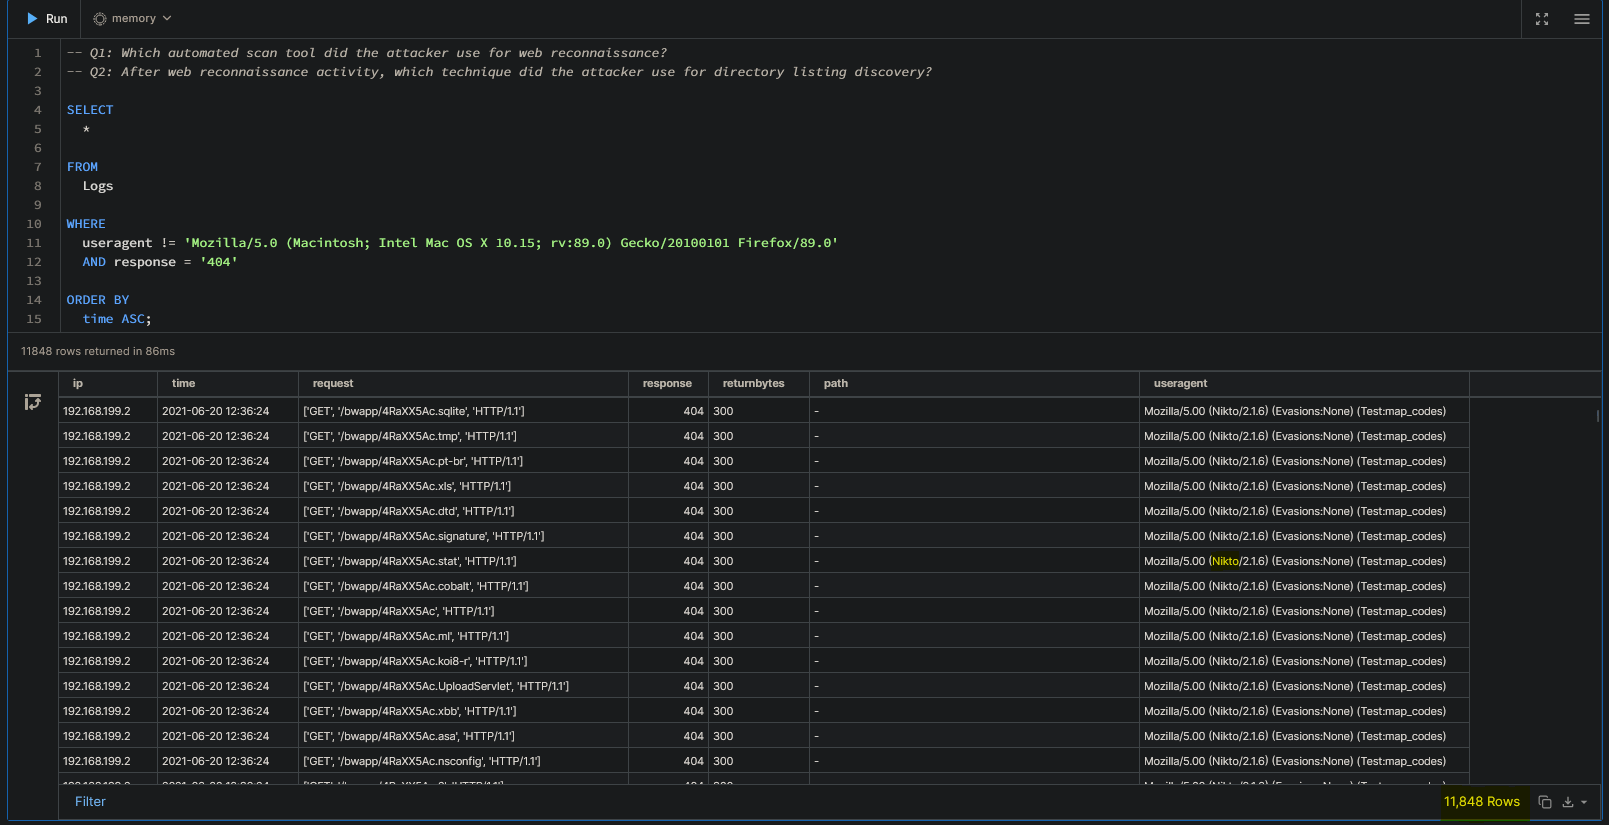 Run memory
1 -- Q1: Which automated scan tool did the attacker use for web reconnaissance?
2 -- Q2: After web reconnaissance activity, which technique did the attacker use for directory listing discovery?
3
4 SELECT
5 *
6
7 FROM
8 Logs
9
10 WHERE
11 useragent != 'Mozilla/5.0 (Macintosh; Intel Mac OS X 10.15; rv:89.0) Gecko/20100101 Firefox/89.0'
12 AND response = '404'
13
14 ORDER BY
15 time ASC;
11848 rows returned in 86ms
ip time request response returnbytes path useragent
192.168.199.2 2021-06-20 12:36:24 ['GET', '/bwapp/4RaXX5Ac.sqlite', 'HTTP/1.1'] 404 300 - Mozilla/5.00 (Nikto/2.1.6) (Evasions:None) (Test:map_codes)
192.168.199.2 2021-06-20 12:36:24 ['GET', '/bwapp/4RaXX5Ac.tmp', 'HTTP/1.1'] 404 300 - Mozilla/5.00 (Nikto/2.1.6) (Evasions:None) (Test:map_codes)
192.168.199.2 2021-06-20 12:36:24 ['GET', '/bwapp/4RaXX5Ac.pt-br', 'HTTP/1.1'] 404 300 - Mozilla/5.00 (Nikto/2.1.6) (Evasions:None) (Test:map_codes)
192.168.199.2 2021-06-20 12:36:24 ['GET', '/bwapp/4RaXX5Ac.xls', 'HTTP/1.1'] 404 300 - Mozilla/5.00 (Nikto/2.1.6) (Evasions:None) (Test:map_codes)
192.168.199.2 2021-06-20 12:36:24 ['GET', '/bwapp/4RaXX5Ac.dtd', 'HTTP/1.1'] 404 300 - Mozilla/5.00 (Nikto/2.1.6) (Evasions:None) (Test:map_codes)
192.168.199.2 2021-06-20 12:36:24 ['GET', '/bwapp/4RaXX5Ac.signature', 'HTTP/1.1'] 404 300 - Mozilla/5.00 (Nikto/2.1.6) (Evasions:None) (Test:map_codes)
192.168.199.2 2021-06-20 12:36:24 ['GET', '/bwapp/4RaXX5Ac.stat', 'HTTP/1.1'] 404 300 - Mozilla/5.00 (Nikto/2.1.6) (Evasions:None) (Test:map_codes)
192.168.199.2 2021-06-20 12:36:24 ['GET', '/bwapp/4RaXX5Ac.cobalt', 'HTTP/1.1'] 404 300 - Mozilla/5.00 (Nikto/2.1.6) (Evasions:None) (Test:map_codes)
192.168.199.2 2021-06-20 12:36:24 ['GET', '/bwapp/4RaXX5Ac', 'HTTP/1.1'] 404 300 - Mozilla/5.00 (Nikto/2.1.6) (Evasions:None) (Test:map_codes)
192.168.199.2 2021-06-20 12:36:24 ['GET', '/bwapp/4RaXX5Ac.ml', 'HTTP/1.1'] 404 300 - Mozilla/5.00 (Nikto/2.1.6) (Evasions:None) (Test:map_codes)
192.168.199.2 2021-06-20 12:36:24 ['GET', '/bwapp/4RaXX5Ac.koi8-r', 'HTTP/1.1'] 404 300 - Mozilla/5.00 (Nikto/2.1.6) (Evasions:None) (Test:map_codes)
192.168.199.2 2021-06-20 12:36:24 ['GET', '/bwapp/4RaXX5Ac.UploadServlet', 'HTTP/1.1'] 404 300 - Mozilla/5.00 (Nikto/2.1.6) (Evasions:None) (Test:map_codes)
192.168.199.2 2021-06-20 12:36:24 ['GET', '/bwapp/4RaXX5Ac.xbb', 'HTTP/1.1'] 404 300 - Mozilla/5.00 (Nikto/2.1.6) (Evasions:None) (Test:map_codes)
192.168.199.2 2021-06-20 12:36:24 ['GET', '/bwapp/4RaXX5Ac.asa', 'HTTP/1.1'] 404 300 - Mozilla/5.00 (Nikto/2.1.6) (Evasions:None) (Test:map_codes)
192.168.199.2 2021-06-20 12:36:24 ['GET', '/bwapp/4RaXX5Ac.nsconfig', 'HTTP/1.1'] 404 300 - Mozilla/5.00 (Nikto/2.1.6) (Evasions:None) (Test:map_codes)
Filter 11,848 Rows